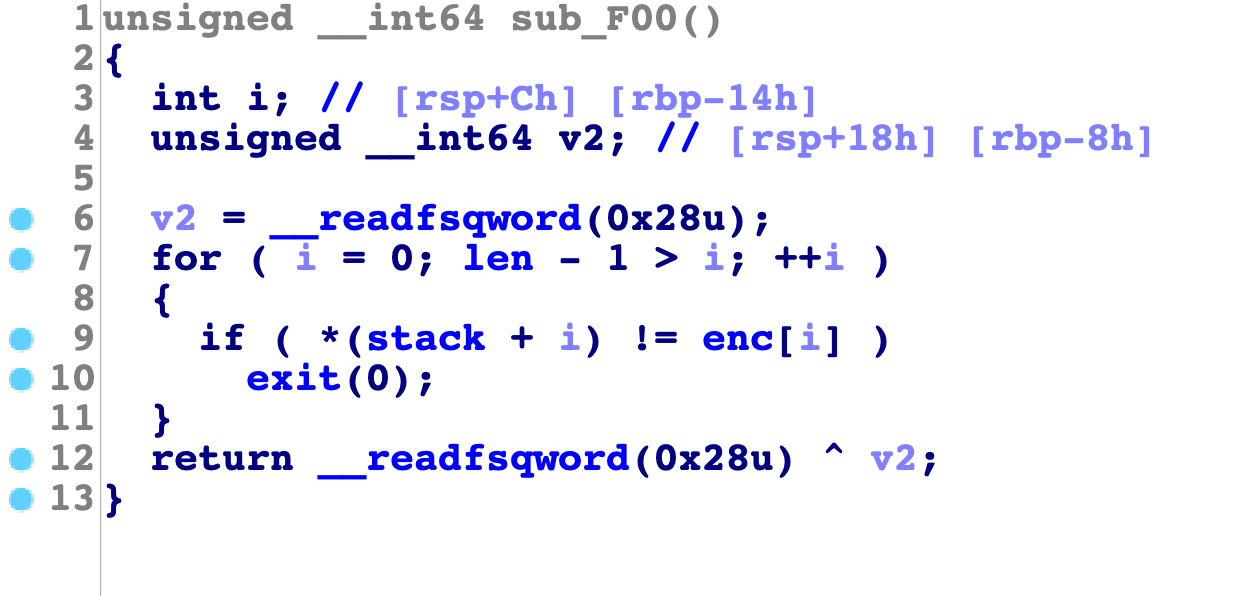 1 unsigned __int64 sub_F00()
2 {
3   int i; // [rsp+Ch] [rbp-14h]
4   unsigned __int64 v2; // [rsp+18h] [rbp-8h]
5
6   v2 = __readfsqword(0x28u);
7   for ( i = 0; len - 1 > i; ++i )
8   {
9     if ( *(stack + i) != enc[i] )
10       exit(0);
11   }
12   return __readfsqword(0x28u) ^ v2;
13 }